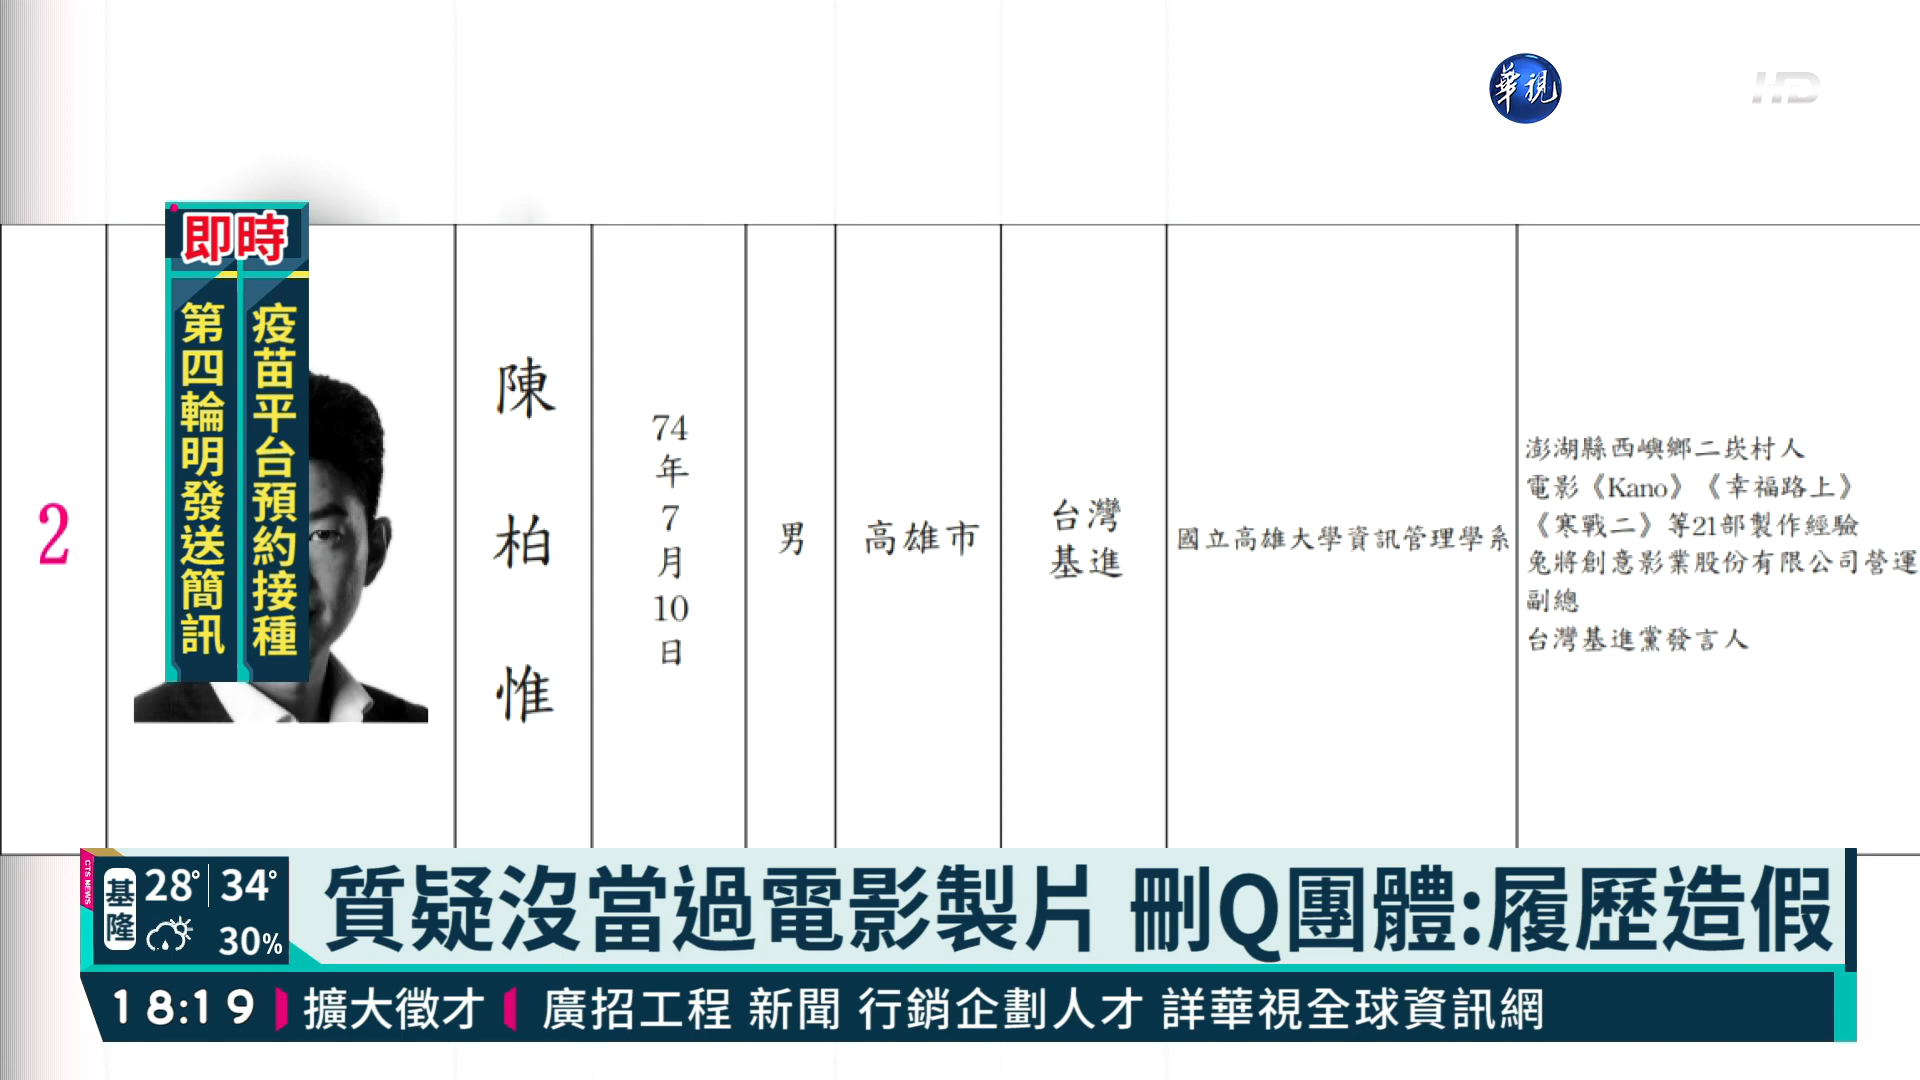 華視
HD
即時
疫苗平台預約接種
第四輪明發送簡訊
2
陳柏惟
74年7月10日
男
高雄市
台灣
基進
國立高雄大學資訊管理學系
澎湖縣西嶼鄉二崁村人
電影《Kano》《幸福路上》
《寒戰二》等21部製作經驗
兔將創意影業股份有限公司營運
副總
台灣基進黨發言人
CTS NEWS
基隆
28° 34°
30%
質疑沒當過電影製片 刪Q團體:履歷造假
18:19
擴大徵才
廣招工程 新聞 行銷企劃人才 詳華視全球資訊網